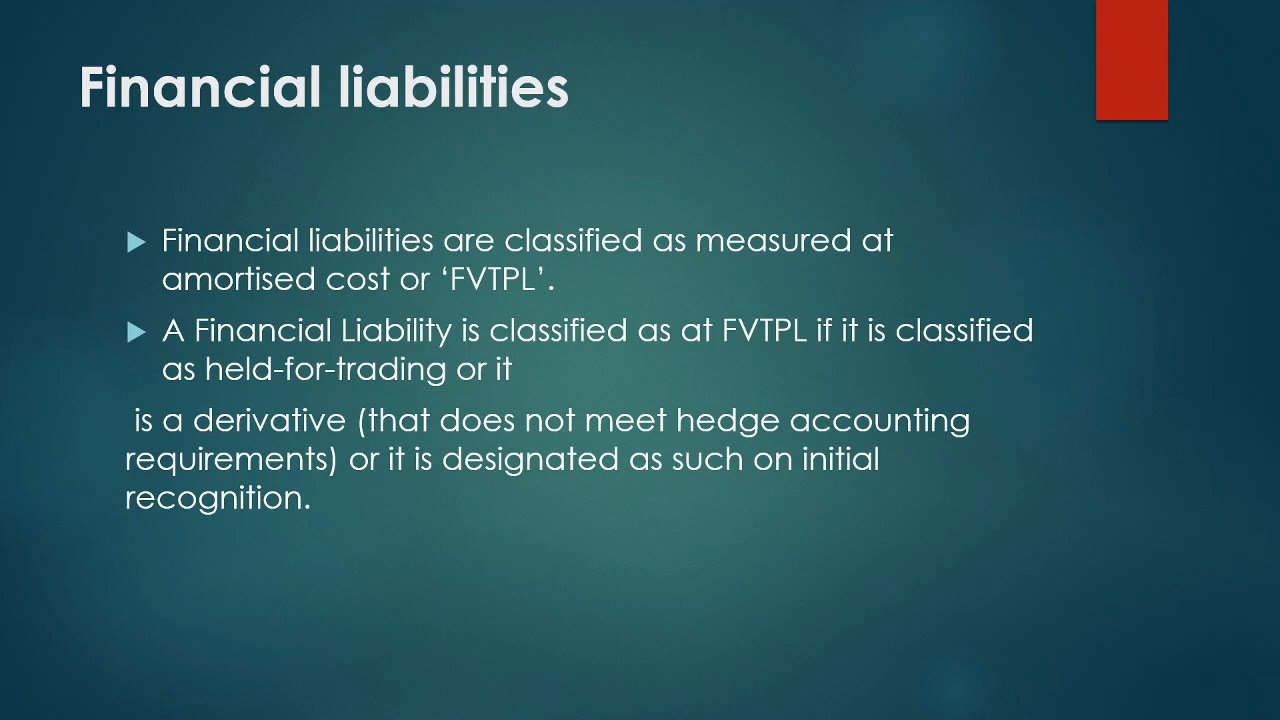 Financial liabilities
Financial liabilities are classified as measured at
amortised cost or ‘FVTPL’.
A Financial Liability is classified as at FVTPL if it is classified
as held-for-trading or it
is a derivative (that does not meet hedge accounting
requirements) or it is designated as such on initial
recognition.